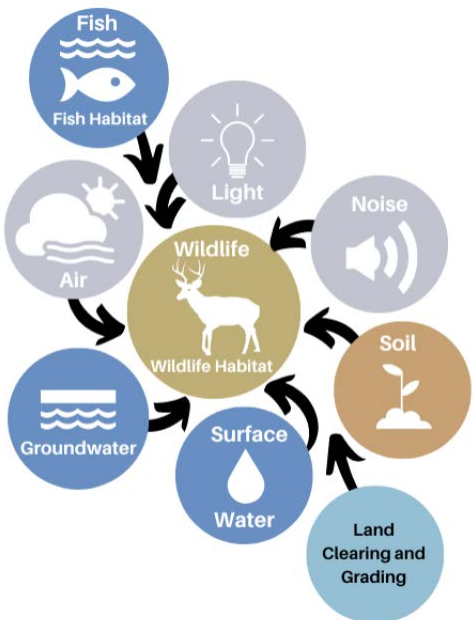 Fish
Fish Habitat
Light
Air
Noise
Wildlife
Wildlife Habitat
Soil
Groundwater
Surface
Water
Land
Clearing and
Grading